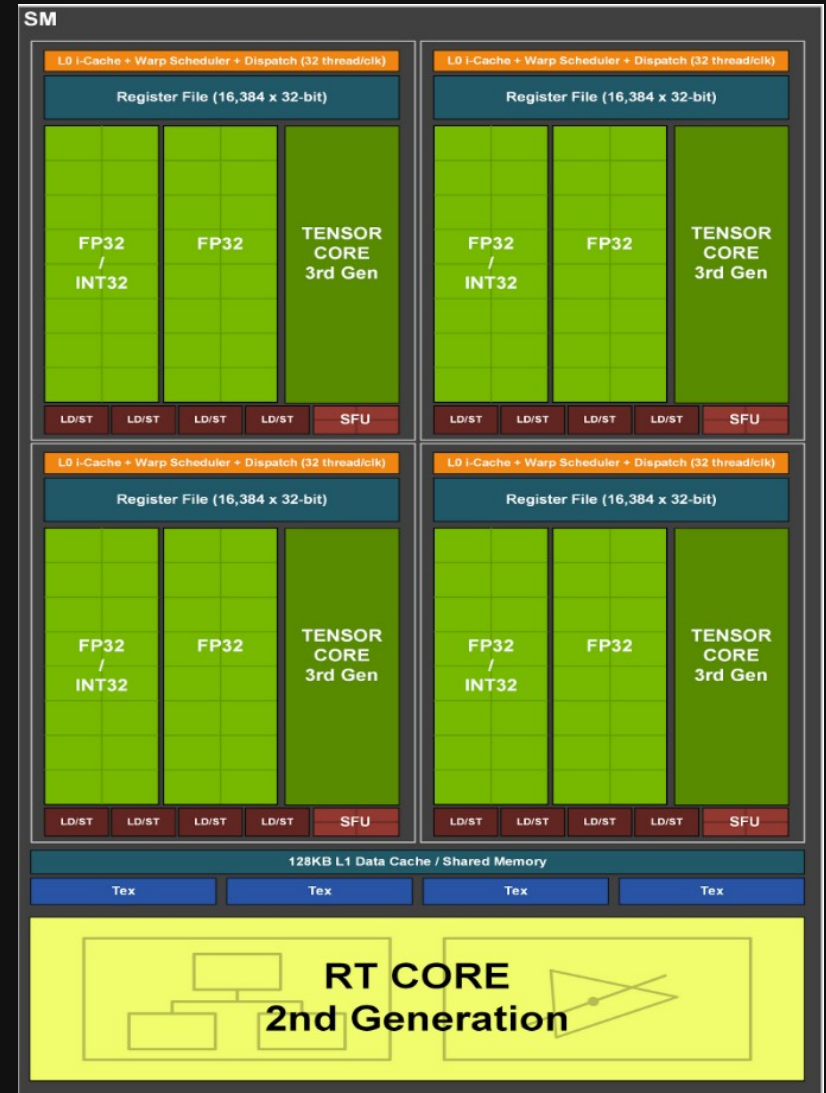 SM
L0 i-Cache + Warp Scheduler + Dispatch (32 thread/clk)
Register File (16,384 x 32-bit)
FP32
/
INT32
FP32
TENSOR
CORE
3rd Gen
LD/ST LD/ST LD/ST LD/ST SFU
L0 i-Cache + Warp Scheduler + Dispatch (32 thread/clk)
Register File (16,384 x 32-bit)
FP32
/
INT32
FP32
TENSOR
CORE
3rd Gen
LD/ST LD/ST LD/ST LD/ST SFU
L0 i-Cache + Warp Scheduler + Dispatch (32 thread/clk)
Register File (16,384 x 32-bit)
FP32
/
INT32
FP32
TENSOR
CORE
3rd Gen
LD/ST LD/ST LD/ST LD/ST SFU
L0 i-Cache + Warp Scheduler + Dispatch (32 thread/clk)
Register File (16,384 x 32-bit)
FP32
/
INT32
FP32
TENSOR
CORE
3rd Gen
LD/ST LD/ST LD/ST LD/ST SFU
128KB L1 Data Cache / Shared Memory
Tex Tex Tex Tex
RT CORE
2nd Generation